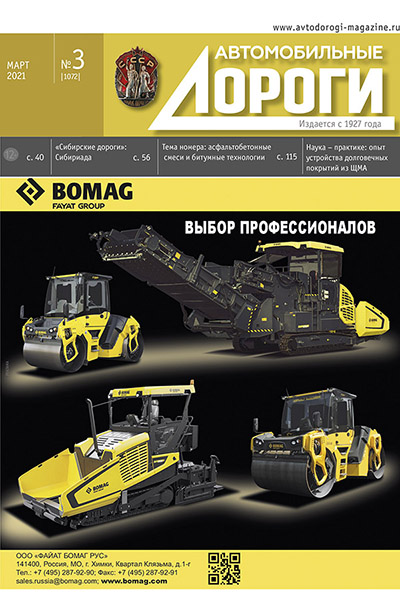 www.avtodorogi-magazine.ru
МАРТ
2021
№3
|1072|
СССР
АВТОМОБИЛЬНЫЕ
ДОРОГИ
Издается с 1927 года
12+
с. 40
«Сибирские дороги»:
Сибириада
с. 56
Тема номера: асфальтобетонные
смеси и битумные технологии
с. 115
Наука – практике: опыт
устройства долговечных
покрытий из ЩМА
BOMAG
FAYAT GROUP
ВЫБОР ПРОФЕССИОНАЛОВ
BOMAG
BOMAG
ООО «ФАЙАТ БОМАГ РУС»
141400, Россия, МО, г. Химки, Квартал Клязьма, д.1-г
Тел.: +7 (495) 287-92-90; Факс: +7 (495) 287-92-91
sales.russia@bomag.com; www.bomag.com